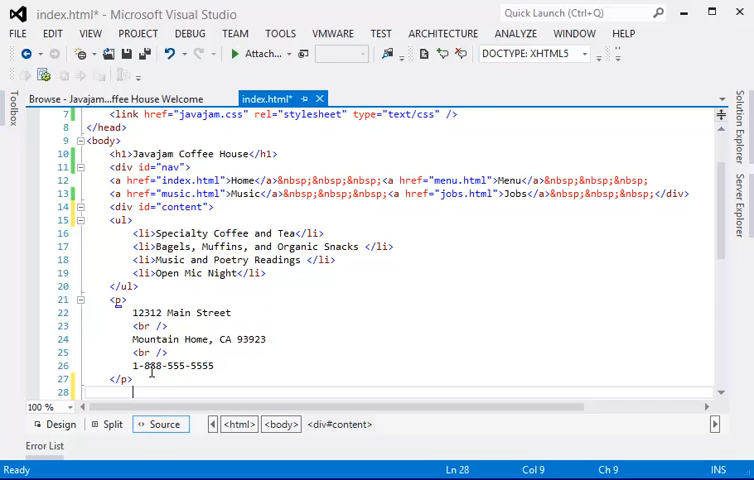 index.html* - Microsoft Visual Studio
Quick Launch (Ctrl+Q)
FILE EDIT VIEW PROJECT DEBUG TEAM TOOLS VMWARE TEST ARCHITECTURE ANALYZE WINDOW
Attach... DOCTYPE: XHTML5
Browse - Javajam...ffee House Welcome index.html*
Toolbox
Solution Explorer
Server Explorer
7 <link href="javajam.css" rel="stylesheet" type="text/css" />
8 </head>
9 <body>
10 <h1>Javajam Coffee House</h1>
11 <div id="nav">
12 <a href="index.html">Home</a>&nbsp;&nbsp;&nbsp;<a href="menu.html">Menu</a>&nbsp;&nbsp;&nbsp;
13 <a href="music.html">Music</a>&nbsp;&nbsp;&nbsp;<a href="jobs.html">Jobs</a>&nbsp;&nbsp;&nbsp;</div>
14 <div id="content">
15 <ul>
16 <li>Specialty Coffee and Tea</li>
17 <li>Bagels, Muffins, and Organic Snacks </li>
18 <li>Music and Poetry Readings </li>
19 <li>Open Mic Night</li>
20 </ul>
21 <p>
22 12312 Main Street
23 <br />
24 Mountain Home, CA 93923
25 <br />
26 1-888-555-5555
27 </p>
28
100 %
Design Split Source <html> <body> <div#content>
Error List
Ready Ln 28 Col 9 Ch 9 INS